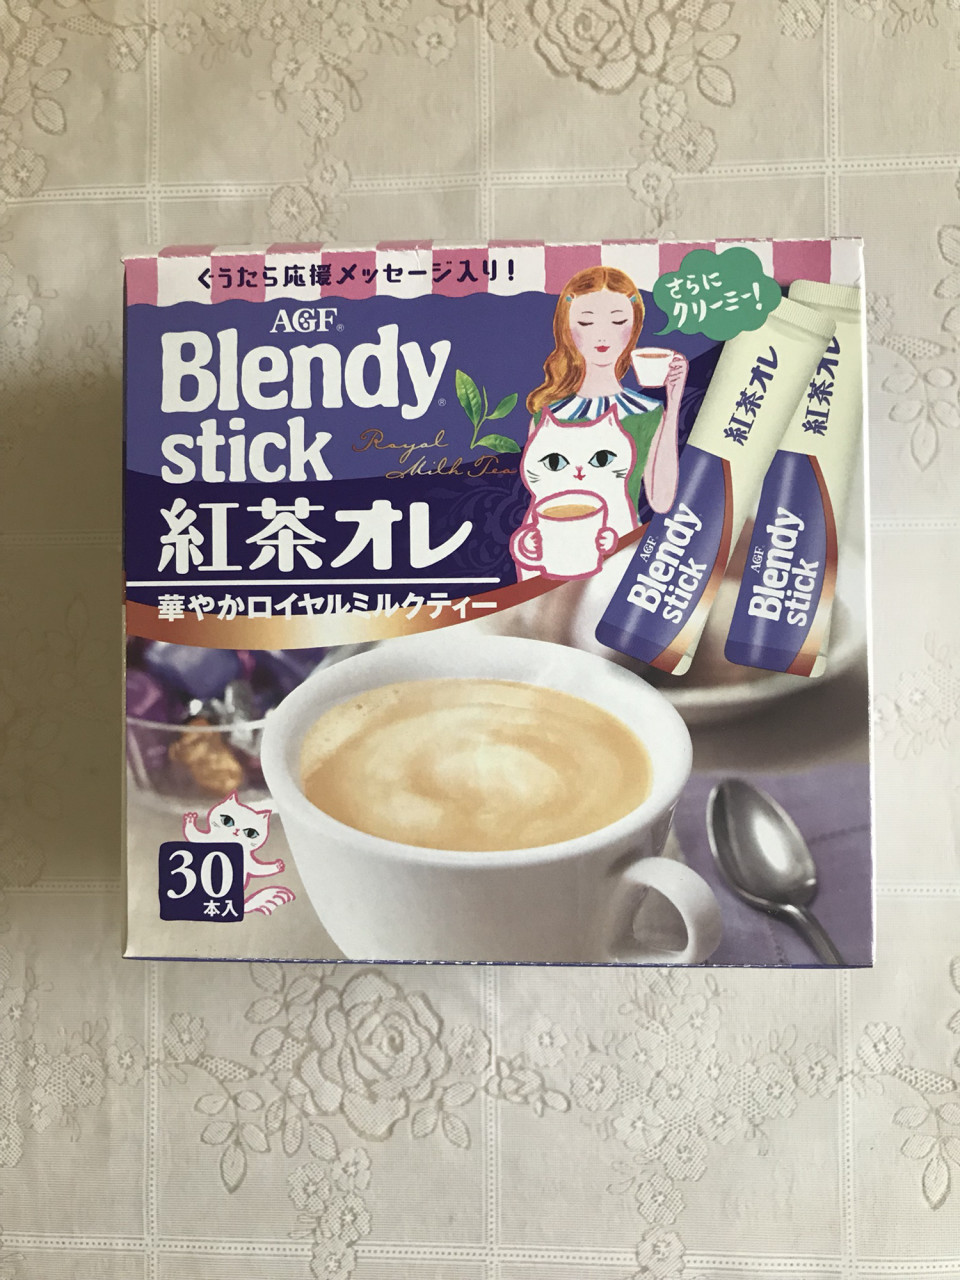 ぐうたら応援メッセージ入り!
AGF®
Blendy®
stick
Royal
Milk Tea
紅茶オレ
華やかロイヤルミルクティー
さらに
クリーミー!
紅茶オレ
AGF
Blendy
stick
紅茶オレ
AGF
Blendy
stick
30
本入